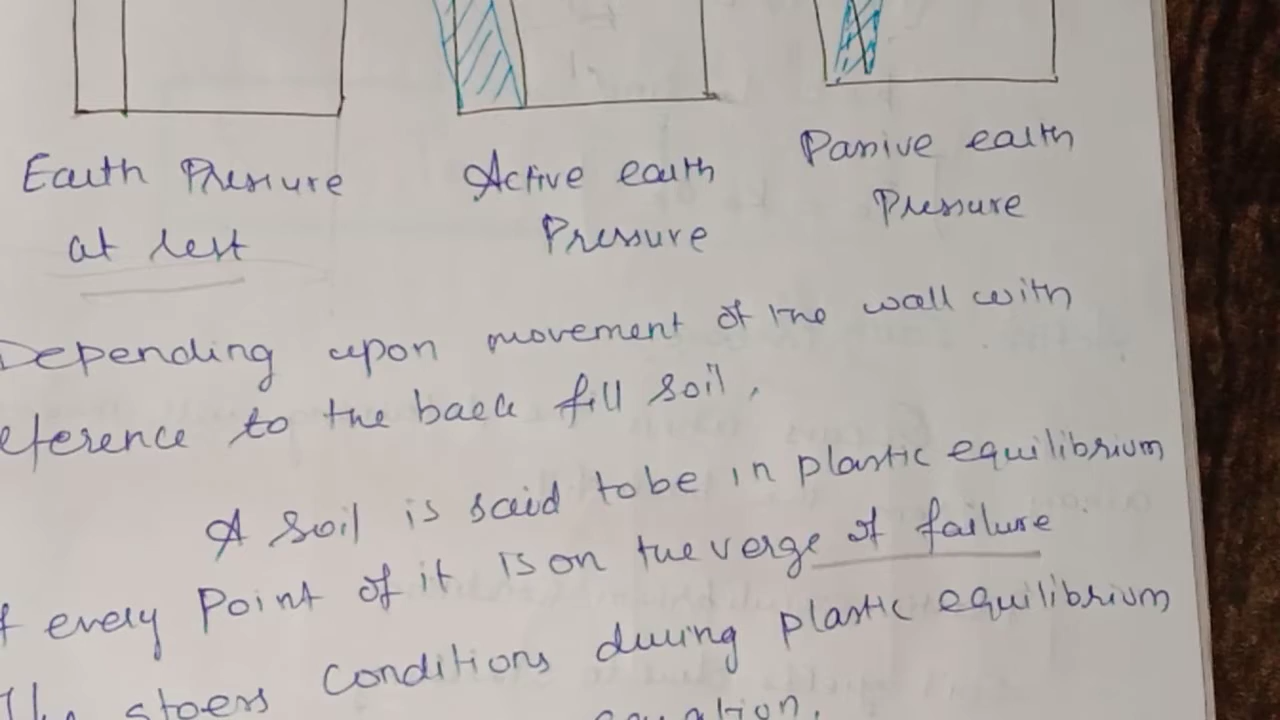 Earth Pressure
at rest
Active earth
Pressure
Passive earth
Pressure
Depending upon movement of the wall with
eference to the back fill soil.
A soil is said tobe in plastic equilibrium
f every Point of it is on the verge of failure
stress conditions during plastic equilibrium